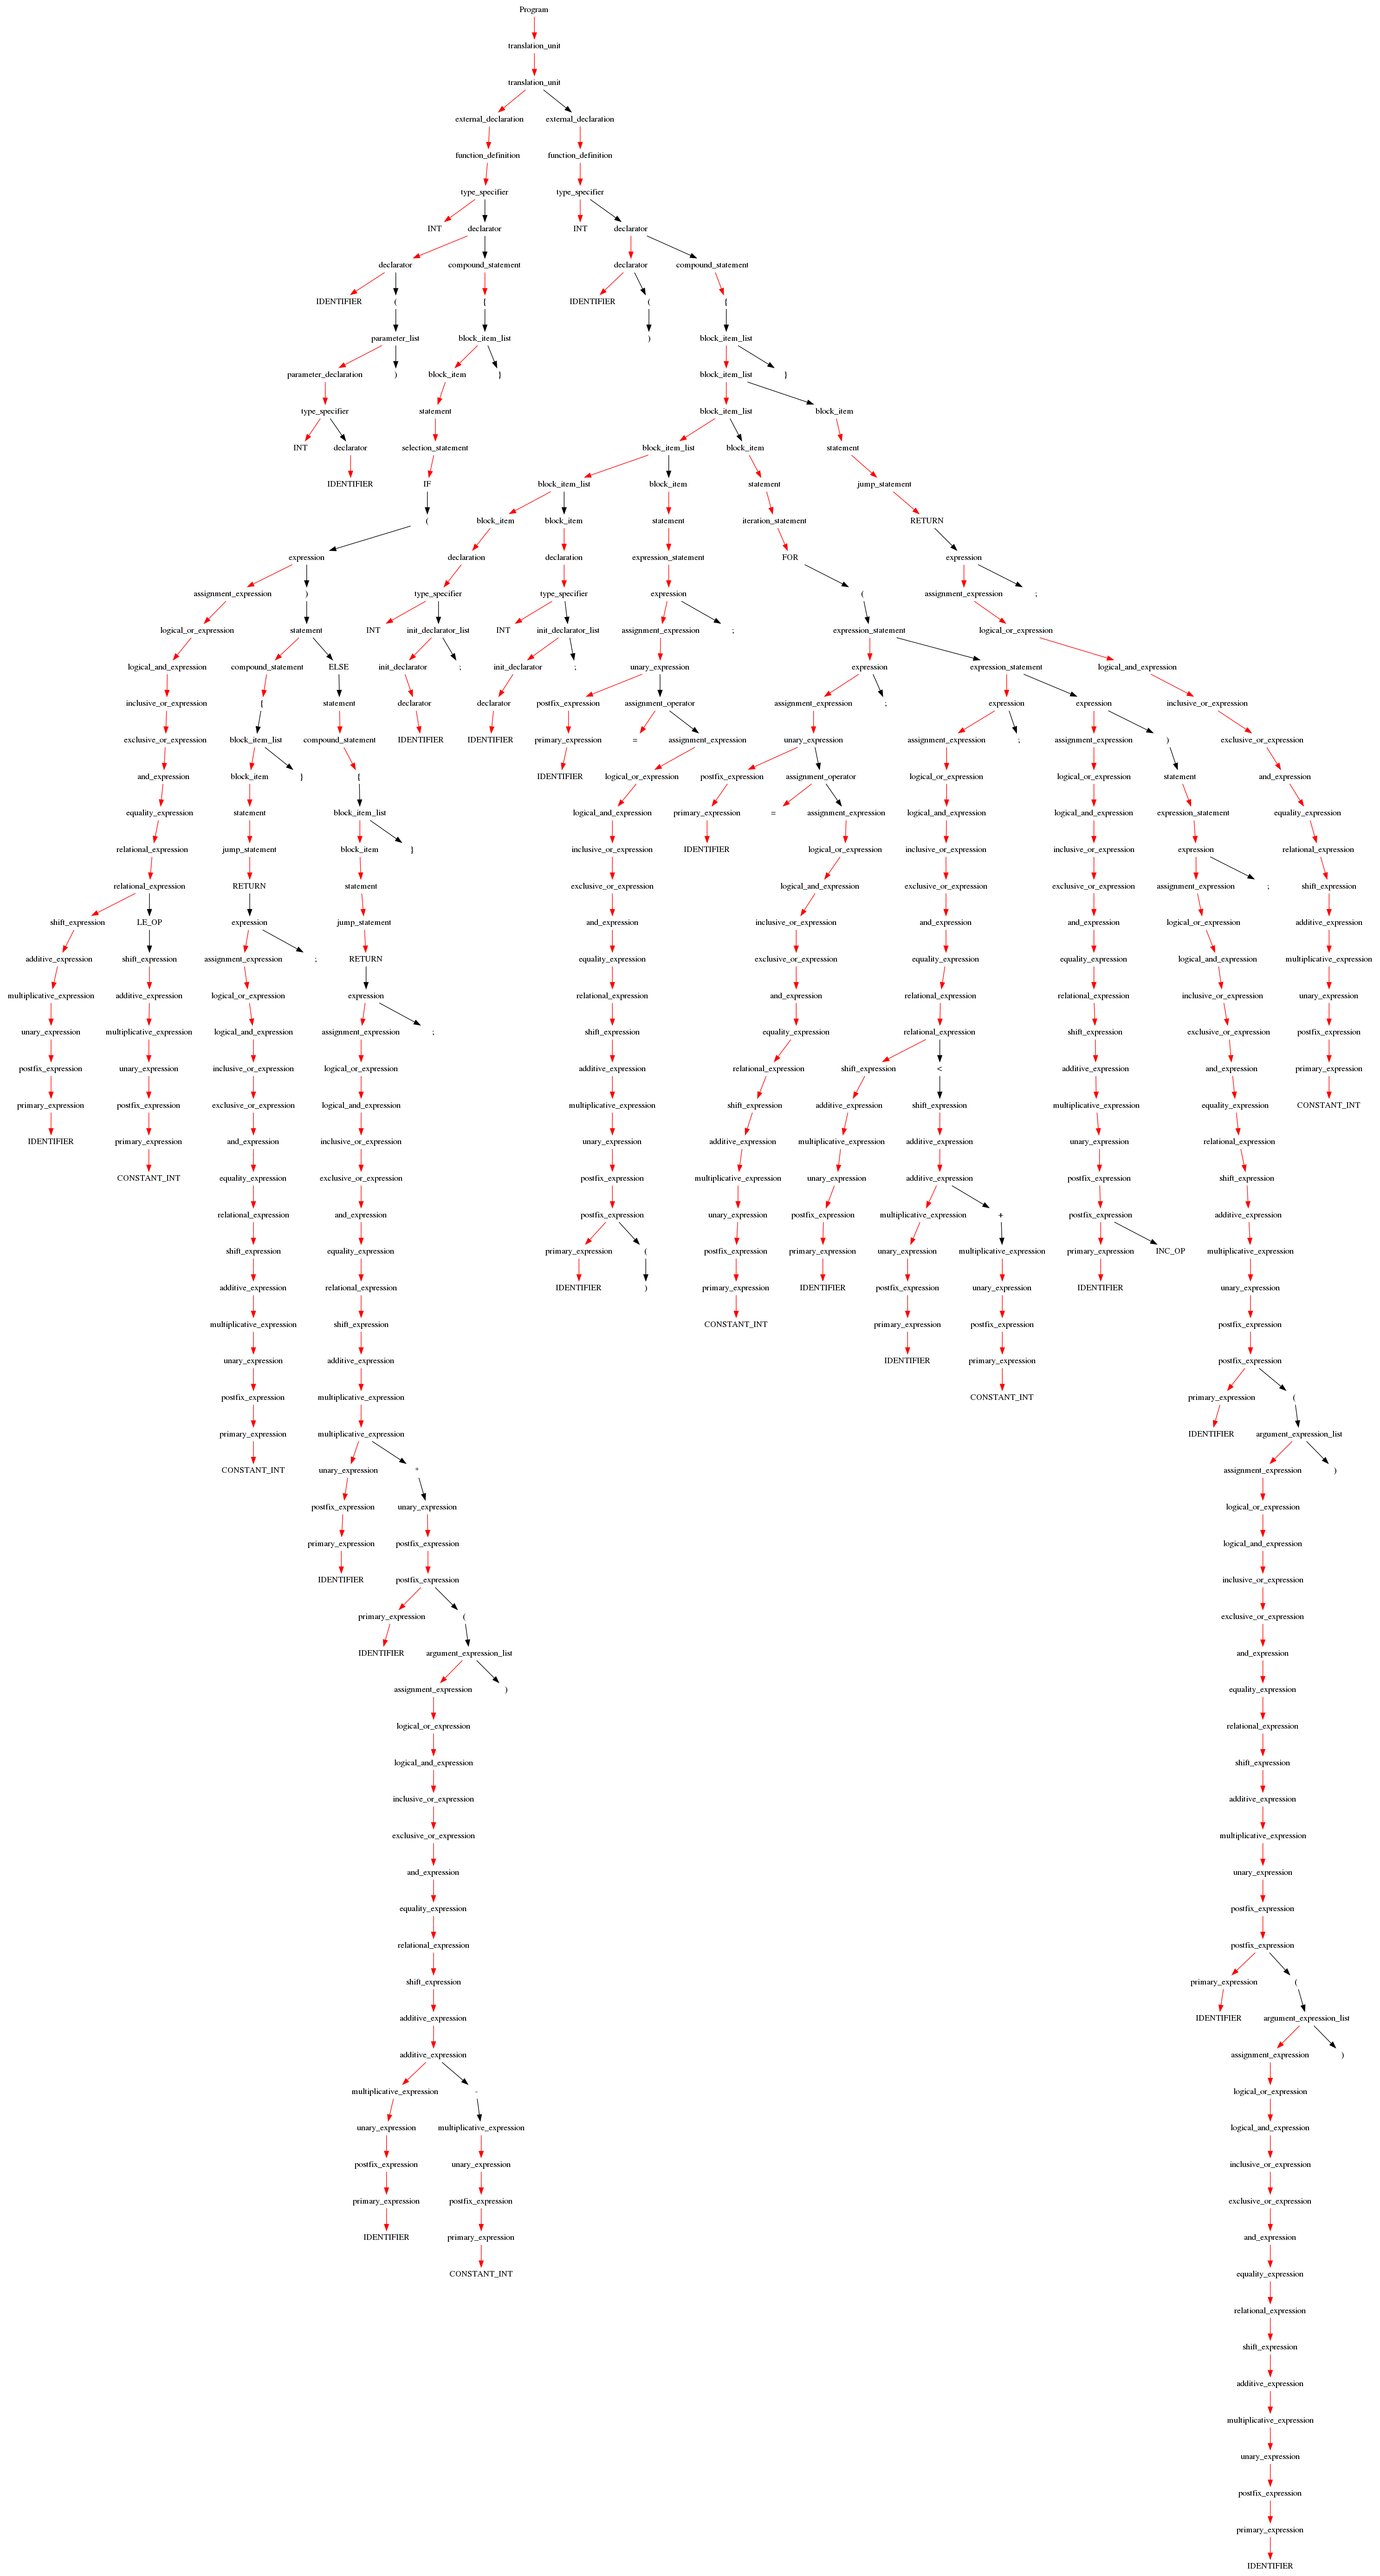 Program
translation_unit
translation_unit
external_declaration external_declaration
function_definition function_definition
type_specifier type_specifier
INT declarator INT declarator
declarator compound_statement declarator compound_statement
IDENTIFIER ( { IDENTIFIER ( {
parameter_list block_item_list ) block_item_list
parameter_declaration ) block_item } block_item_list }
type_specifier statement block_item_list block_item
INT declarator selection_statement block_item_list block_item statement
IDENTIFIER IF block_item_list block_item statement jump_statement
( block_item block_item statement iteration_statement RETURN
expression declaration declaration expression_statement FOR expression
assignment_expression ) type_specifier type_specifier expression ( assignment_expression ;
logical_or_expression statement INT init_declarator_list INT init_declarator_list assignment_expression ; expression_statement logical_or_expression
logical_and_expression compound_statement ELSE init_declarator ; init_declarator ; unary_expression expression expression_statement logical_and_expression
inclusive_or_expression { statement declarator declarator postfix_expression assignment_operator assignment_expression ; expression expression inclusive_or_expression
exclusive_or_expression block_item_list compound_statement IDENTIFIER IDENTIFIER primary_expression = assignment_expression unary_expression assignment_expression ; assignment_expression ) exclusive_or_expression
and_expression block_item } { IDENTIFIER logical_or_expression postfix_expression assignment_operator logical_or_expression logical_or_expression statement and_expression
equality_expression statement block_item_list logical_and_expression primary_expression = assignment_expression logical_and_expression logical_and_expression expression_statement equality_expression
relational_expression jump_statement block_item } inclusive_or_expression IDENTIFIER logical_or_expression inclusive_or_expression inclusive_or_expression expression relational_expression
relational_expression RETURN statement exclusive_or_expression logical_and_expression exclusive_or_expression exclusive_or_expression assignment_expression ; shift_expression
shift_expression LE_OP expression jump_statement and_expression inclusive_or_expression and_expression and_expression logical_or_expression additive_expression
additive_expression shift_expression assignment_expression ; RETURN equality_expression exclusive_or_expression equality_expression equality_expression logical_and_expression multiplicative_expression
multiplicative_expression additive_expression logical_or_expression expression relational_expression and_expression relational_expression relational_expression inclusive_or_expression unary_expression
unary_expression multiplicative_expression logical_and_expression assignment_expression ; shift_expression equality_expression relational_expression shift_expression exclusive_or_expression postfix_expression
postfix_expression unary_expression inclusive_or_expression logical_or_expression additive_expression relational_expression shift_expression < additive_expression and_expression primary_expression
primary_expression postfix_expression exclusive_or_expression logical_and_expression multiplicative_expression shift_expression additive_expression shift_expression multiplicative_expression equality_expression CONSTANT_INT
IDENTIFIER primary_expression and_expression inclusive_or_expression unary_expression additive_expression multiplicative_expression additive_expression unary_expression relational_expression
CONSTANT_INT equality_expression exclusive_or_expression postfix_expression multiplicative_expression unary_expression additive_expression postfix_expression shift_expression
relational_expression and_expression postfix_expression unary_expression postfix_expression multiplicative_expression + postfix_expression additive_expression
shift_expression equality_expression primary_expression ( postfix_expression primary_expression unary_expression multiplicative_expression primary_expression INC_OP multiplicative_expression
additive_expression relational_expression IDENTIFIER ) primary_expression IDENTIFIER postfix_expression unary_expression IDENTIFIER unary_expression
multiplicative_expression shift_expression CONSTANT_INT primary_expression postfix_expression postfix_expression
unary_expression additive_expression IDENTIFIER primary_expression postfix_expression
postfix_expression multiplicative_expression CONSTANT_INT primary_expression (
primary_expression multiplicative_expression IDENTIFIER argument_expression_list
CONSTANT_INT unary_expression * assignment_expression )
postfix_expression unary_expression logical_or_expression
primary_expression postfix_expression logical_and_expression
IDENTIFIER postfix_expression inclusive_or_expression
primary_expression ( exclusive_or_expression
IDENTIFIER argument_expression_list and_expression
assignment_expression ) equality_expression
logical_or_expression relational_expression
logical_and_expression shift_expression
inclusive_or_expression additive_expression
exclusive_or_expression multiplicative_expression
and_expression unary_expression
equality_expression postfix_expression
relational_expression postfix_expression
shift_expression primary_expression (
additive_expression IDENTIFIER argument_expression_list
additive_expression assignment_expression )
multiplicative_expression - logical_or_expression
unary_expression multiplicative_expression logical_and_expression
postfix_expression unary_expression inclusive_or_expression
primary_expression postfix_expression exclusive_or_expression
IDENTIFIER primary_expression and_expression
CONSTANT_INT equality_expression
relational_expression
shift_expression
additive_expression
multiplicative_expression
unary_expression
postfix_expression
primary_expression
IDENTIFIER